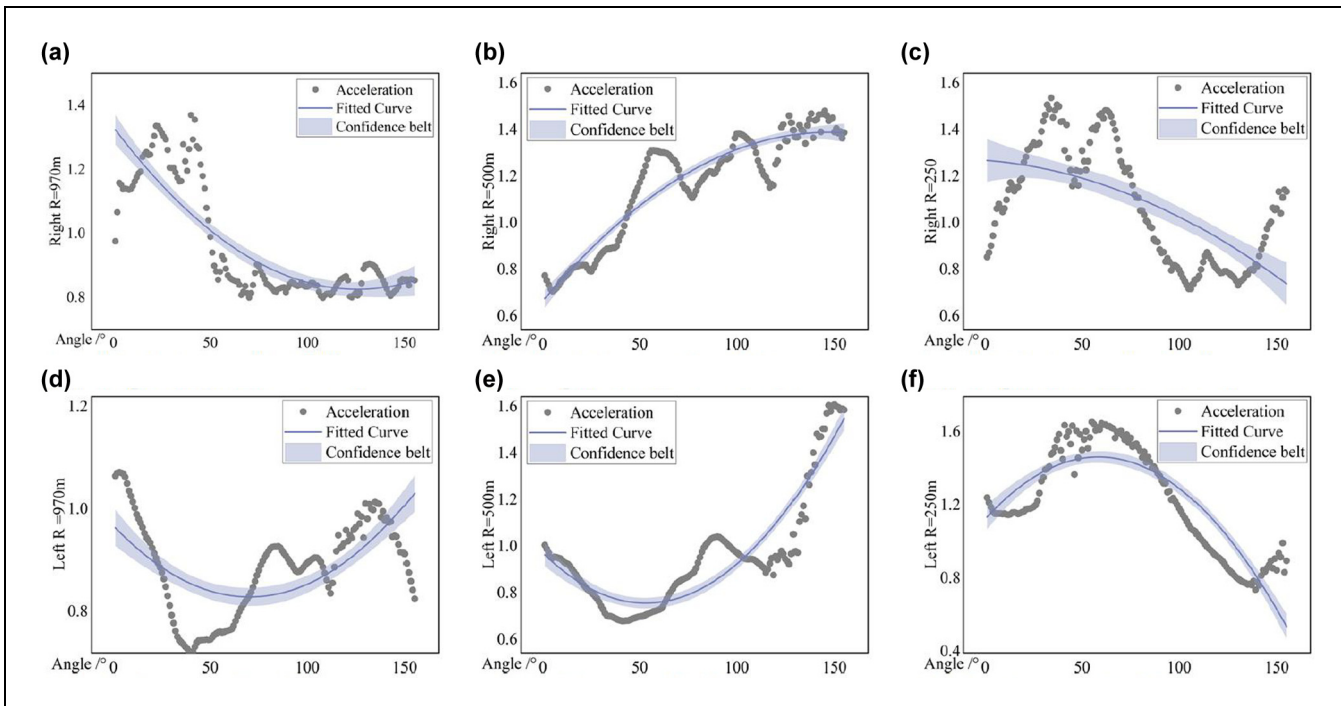 (a)
1.4
1.2
1.0
0.8
Right R=970m
Acceleration
Fitted Curve
Confidence belt
Angle /° 0 50 100 150
(b)
1.6
1.4
1.2
1.0
0.8
0.6
Right R=500m
Acceleration
Fitted Curve
Confidence belt
Angle /° 0 50 100 150
(c)
1.60
1.4
1.2
1.0
0.8
0.6
Right R=250
Acceleration
Fitted Curve
Confidence belt
Angle /° 0 50 100 150
(d)
1.2
1.0
0.8
Left R =970m
Acceleration
Fitted Curve
Confidence belt
Angle /° 0 50 100 150
(e)
1.6
1.4
1.2
1.0
0.8
0.6
Left R=500m
Acceleration
Fitted Curve
Confidence belt
Angle /° 0 50 100 150
(f)
1.6
1.2
0.8
0.4
Left R=250m
Acceleration
Fitted Curve
Confidence belt
Angle /° 0 50 100 150